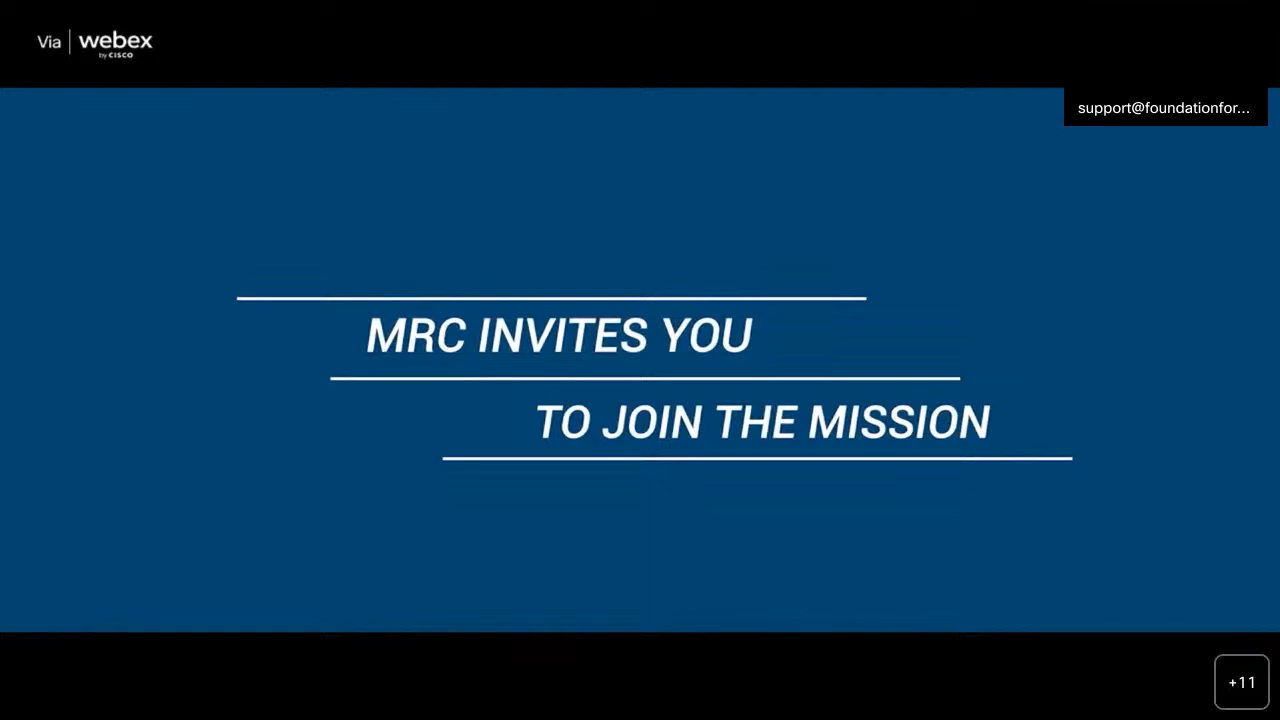 Via | webex
by CISCO
support@foundationfor...
MRC INVITES YOU
TO JOIN THE MISSION
+11